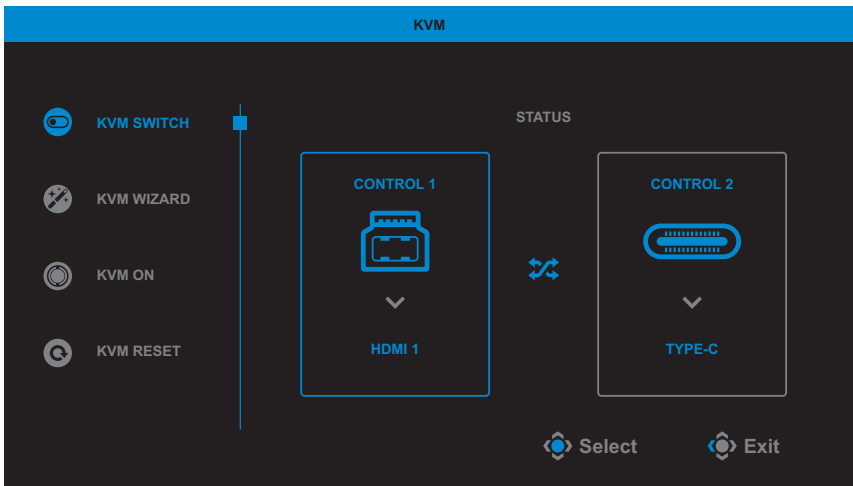 KVM
KVM SWITCH
KVM WIZARD
KVM ON
KVM RESET
STATUS
CONTROL 1
HDMI 1
CONTROL 2
TYPE-C
Select
Exit